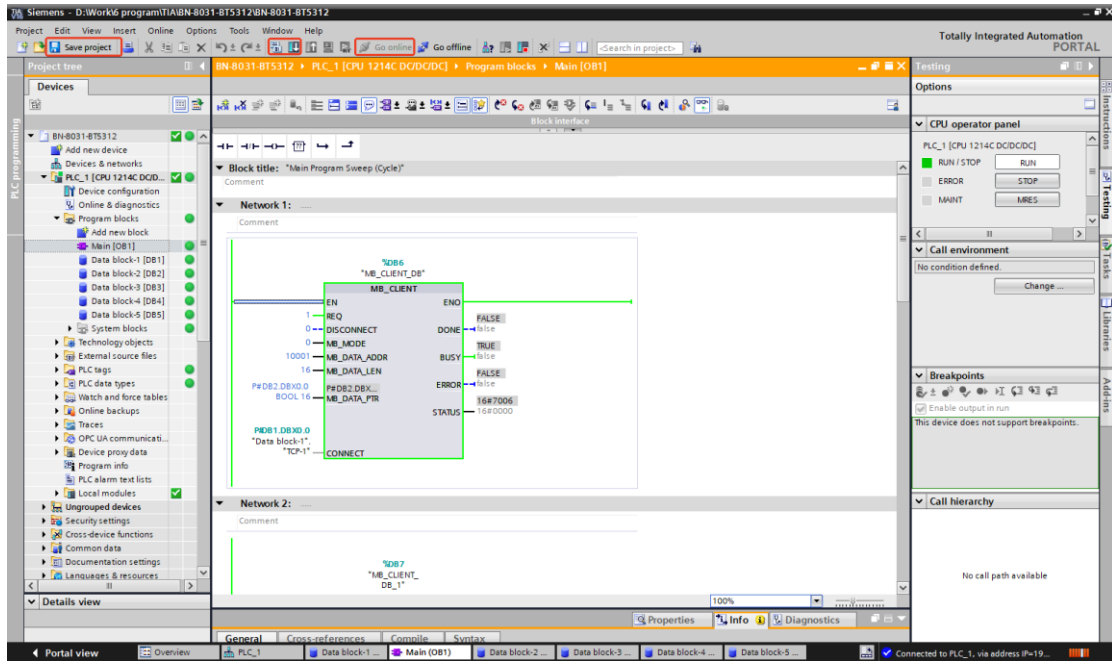 Siemens - D:\Work\6 program\TIA\BN-8031-BT5312\BN-8031-BT5312
Project Edit View Insert Online Options Tools Window Help
Totally Integrated Automation
PORTAL
Save project
Go online
Go offline
<Search in project>
Project tree
BN-8031-BT5312 PLC_1 [CPU 1214C DC/DC/DC] Program blocks Main [OB1]
Testing
Devices
Options
PLC programming
BN-8031-BT5312
Add new device
Devices & networks
PLC_1 [CPU 1214C DC/D...
Device configuration
Online & diagnostics
Program blocks
Add new block
Main [OB1]
Data block-1 [DB1]
Data block-2 [DB2]
Data block-3 [DB3]
Data block-4 [DB4]
Data block-5 [DB5]
System blocks
Technology objects
External source files
PLC tags
PLC data types
Watch and force tables
Online backups
Traces
OPC UA communicati...
Device proxy data
Program info
PLC alarm text lists
Local modules
Ungrouped devices
Security settings
Cross-device functions
Common data
Documentation settings
Languages & resources
Details view
Block interface
Block title: "Main Program Sweep (Cycle)"
Comment
Network 1: .....
Comment
%DB6
"MB_CLIENT_DB"
MB_CLIENT
EN ENO
1 REQ FALSE
0 DISCONNECT DONE false
0 MB_MODE TRUE
10001 MB_DATA_ADDR BUSY false
16 MB_DATA_LEN FALSE
P#DB2.DBX0.0 P#DB2.DBX... ERROR false
BOOL 16 MB_DATA_PTR 16#7006
STATUS 16#0000
P#DB1.DBX0.0
"Data block-1".
"TCP-1" CONNECT
Network 2: .....
Comment
%DB7
"MB_CLIENT_
DB_1"
100%
Properties Info Diagnostics
General Cross-references Compile Syntax
CPU operator panel
PLC_1 [CPU 1214C DC/DC/DC]
RUN / STOP RUN
ERROR STOP
MAINT MRES
Call environment
No condition defined.
Change ...
Breakpoints
Enable output in run
This device does not support breakpoints.
Call hierarchy
No call path available
Instructions
Testing
Tasks
Libraries
Add-ins
Portal view Overview PLC_1 Data block-1 ... Main (OB1) Data block-2 ... Data block-3 ... Data block-4 ... Data block-5 ... Connected to PLC_1, via address IP=19...